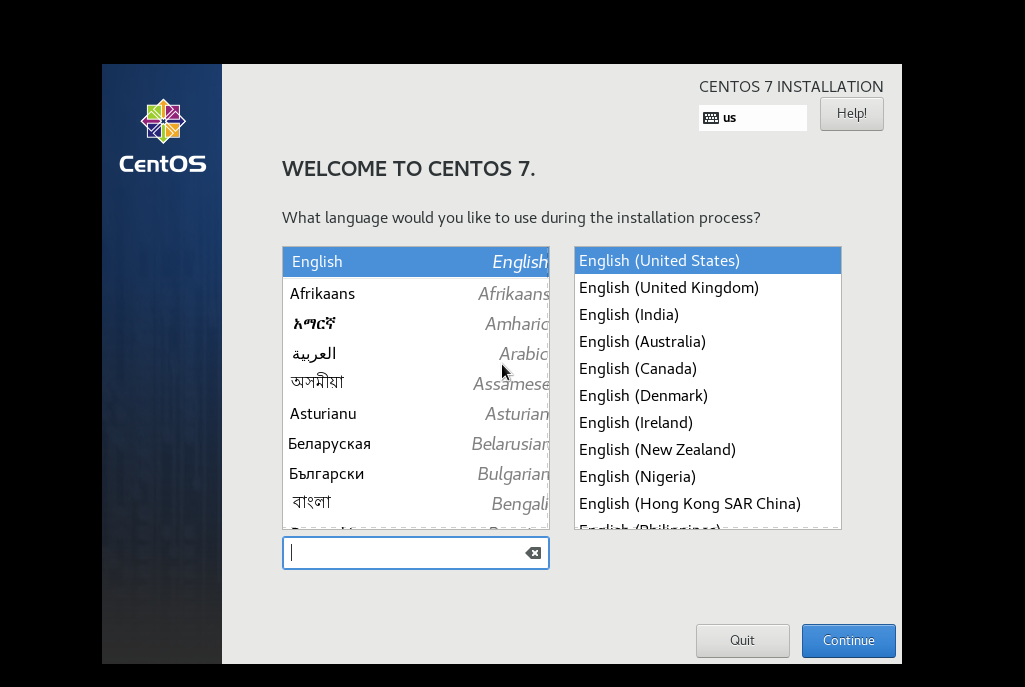 CENTOS 7 INSTALLATION
us
Help!
CentOS
WELCOME TO CENTOS 7.
What language would you like to use during the installation process?
English English
Afrikaans Afrikaans
አማርኛ Amharic
العربية Arabic
অসমীয়া Assamese
Asturianu Asturian
Беларуская Belarusian
Български Bulgarian
বাংলা Bengali
English (United States)
English (United Kingdom)
English (India)
English (Australia)
English (Canada)
English (Denmark)
English (Ireland)
English (New Zealand)
English (Nigeria)
English (Hong Kong SAR China)
English (Philippines)
Quit
Continue